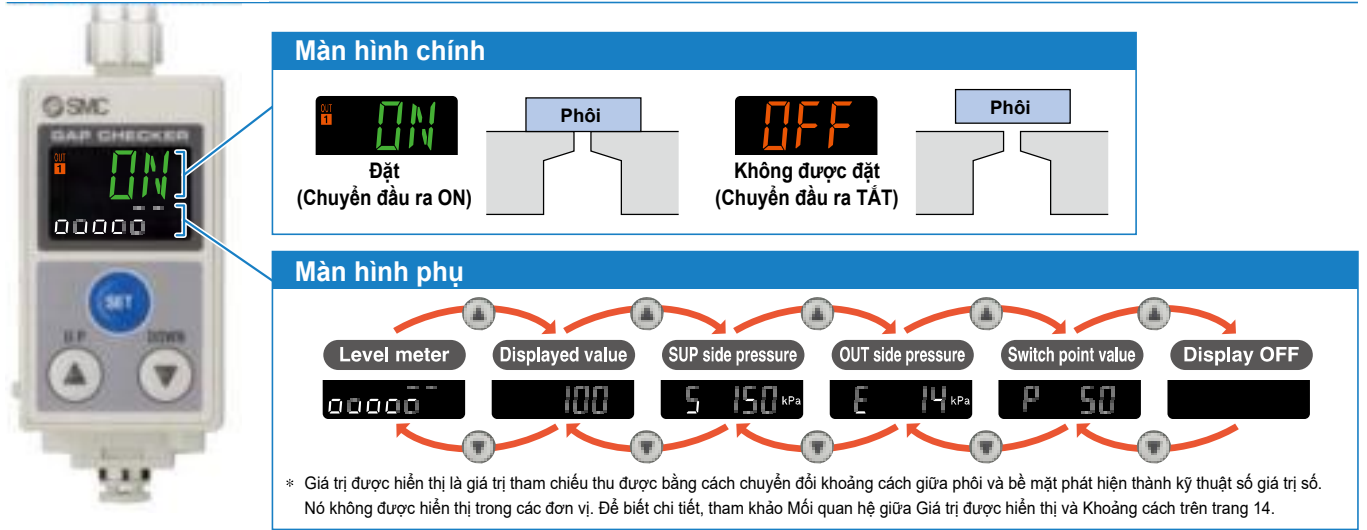 SMC
GAP CHECKER
OUT
1
ON
SET
UP
DOWN
Màn hình chính
OUT
1
ON
Đặt
(Chuyển đầu ra ON)
Phôi
OFF
Không được đặt
(Chuyển đầu ra TẮT)
Phôi
Màn hình phụ
Level meter
Displayed value
SUP side pressure
OUT side pressure
Switch point value
Display OFF
100
S 150 kPa
E 14 kPa
P 50
* Giá trị được hiển thị là giá trị tham chiếu thu được bằng cách chuyển đổi khoảng cách giữa phôi và bề mặt phát hiện thành kỹ thuật số giá trị số.
Nó không được hiển thị trong các đơn vị. Để biết chi tiết, tham khảo Mối quan hệ giữa Giá trị được hiển thị và Khoảng cách trên trang 14.